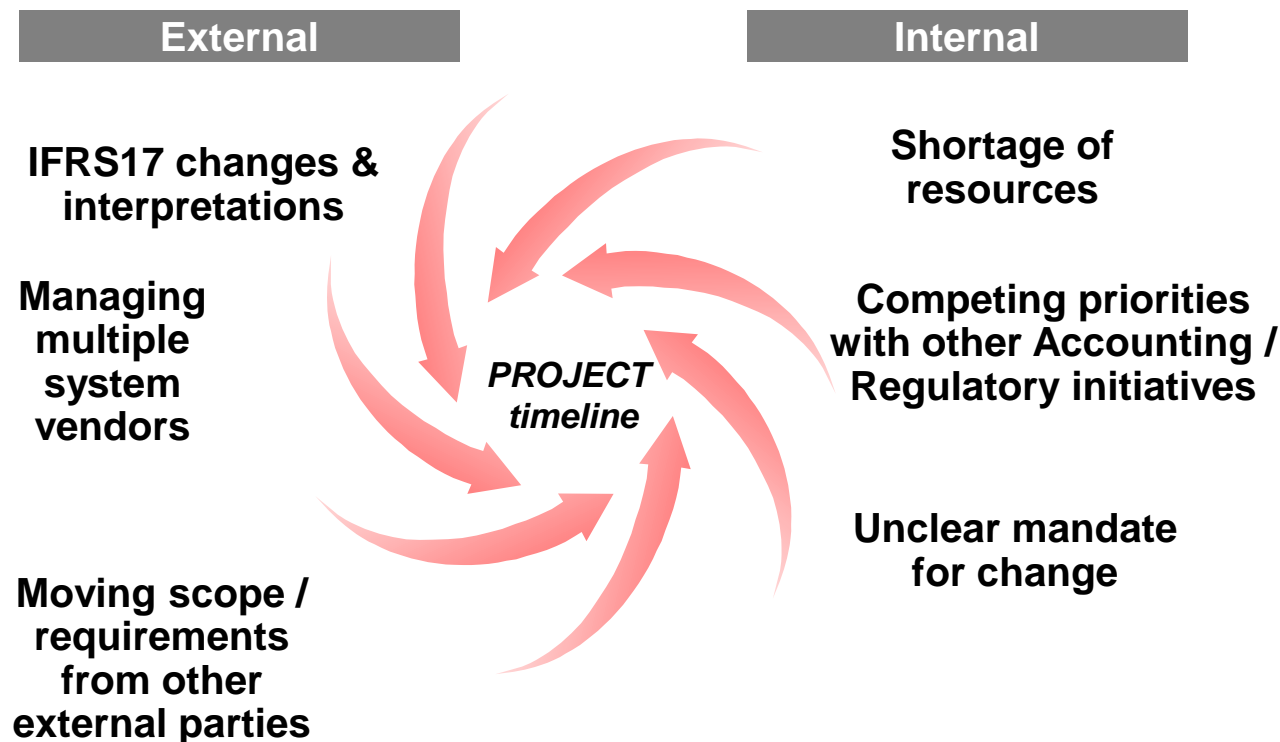 External
IFRS17 changes &
interpretations
Managing
multiple
system
vendors
Moving scope /
requirements
from other
external parties
PROJECT
timeline
Internal
Shortage of
resources
Competing priorities
with other Accounting /
Regulatory initiatives
Unclear mandate
for change